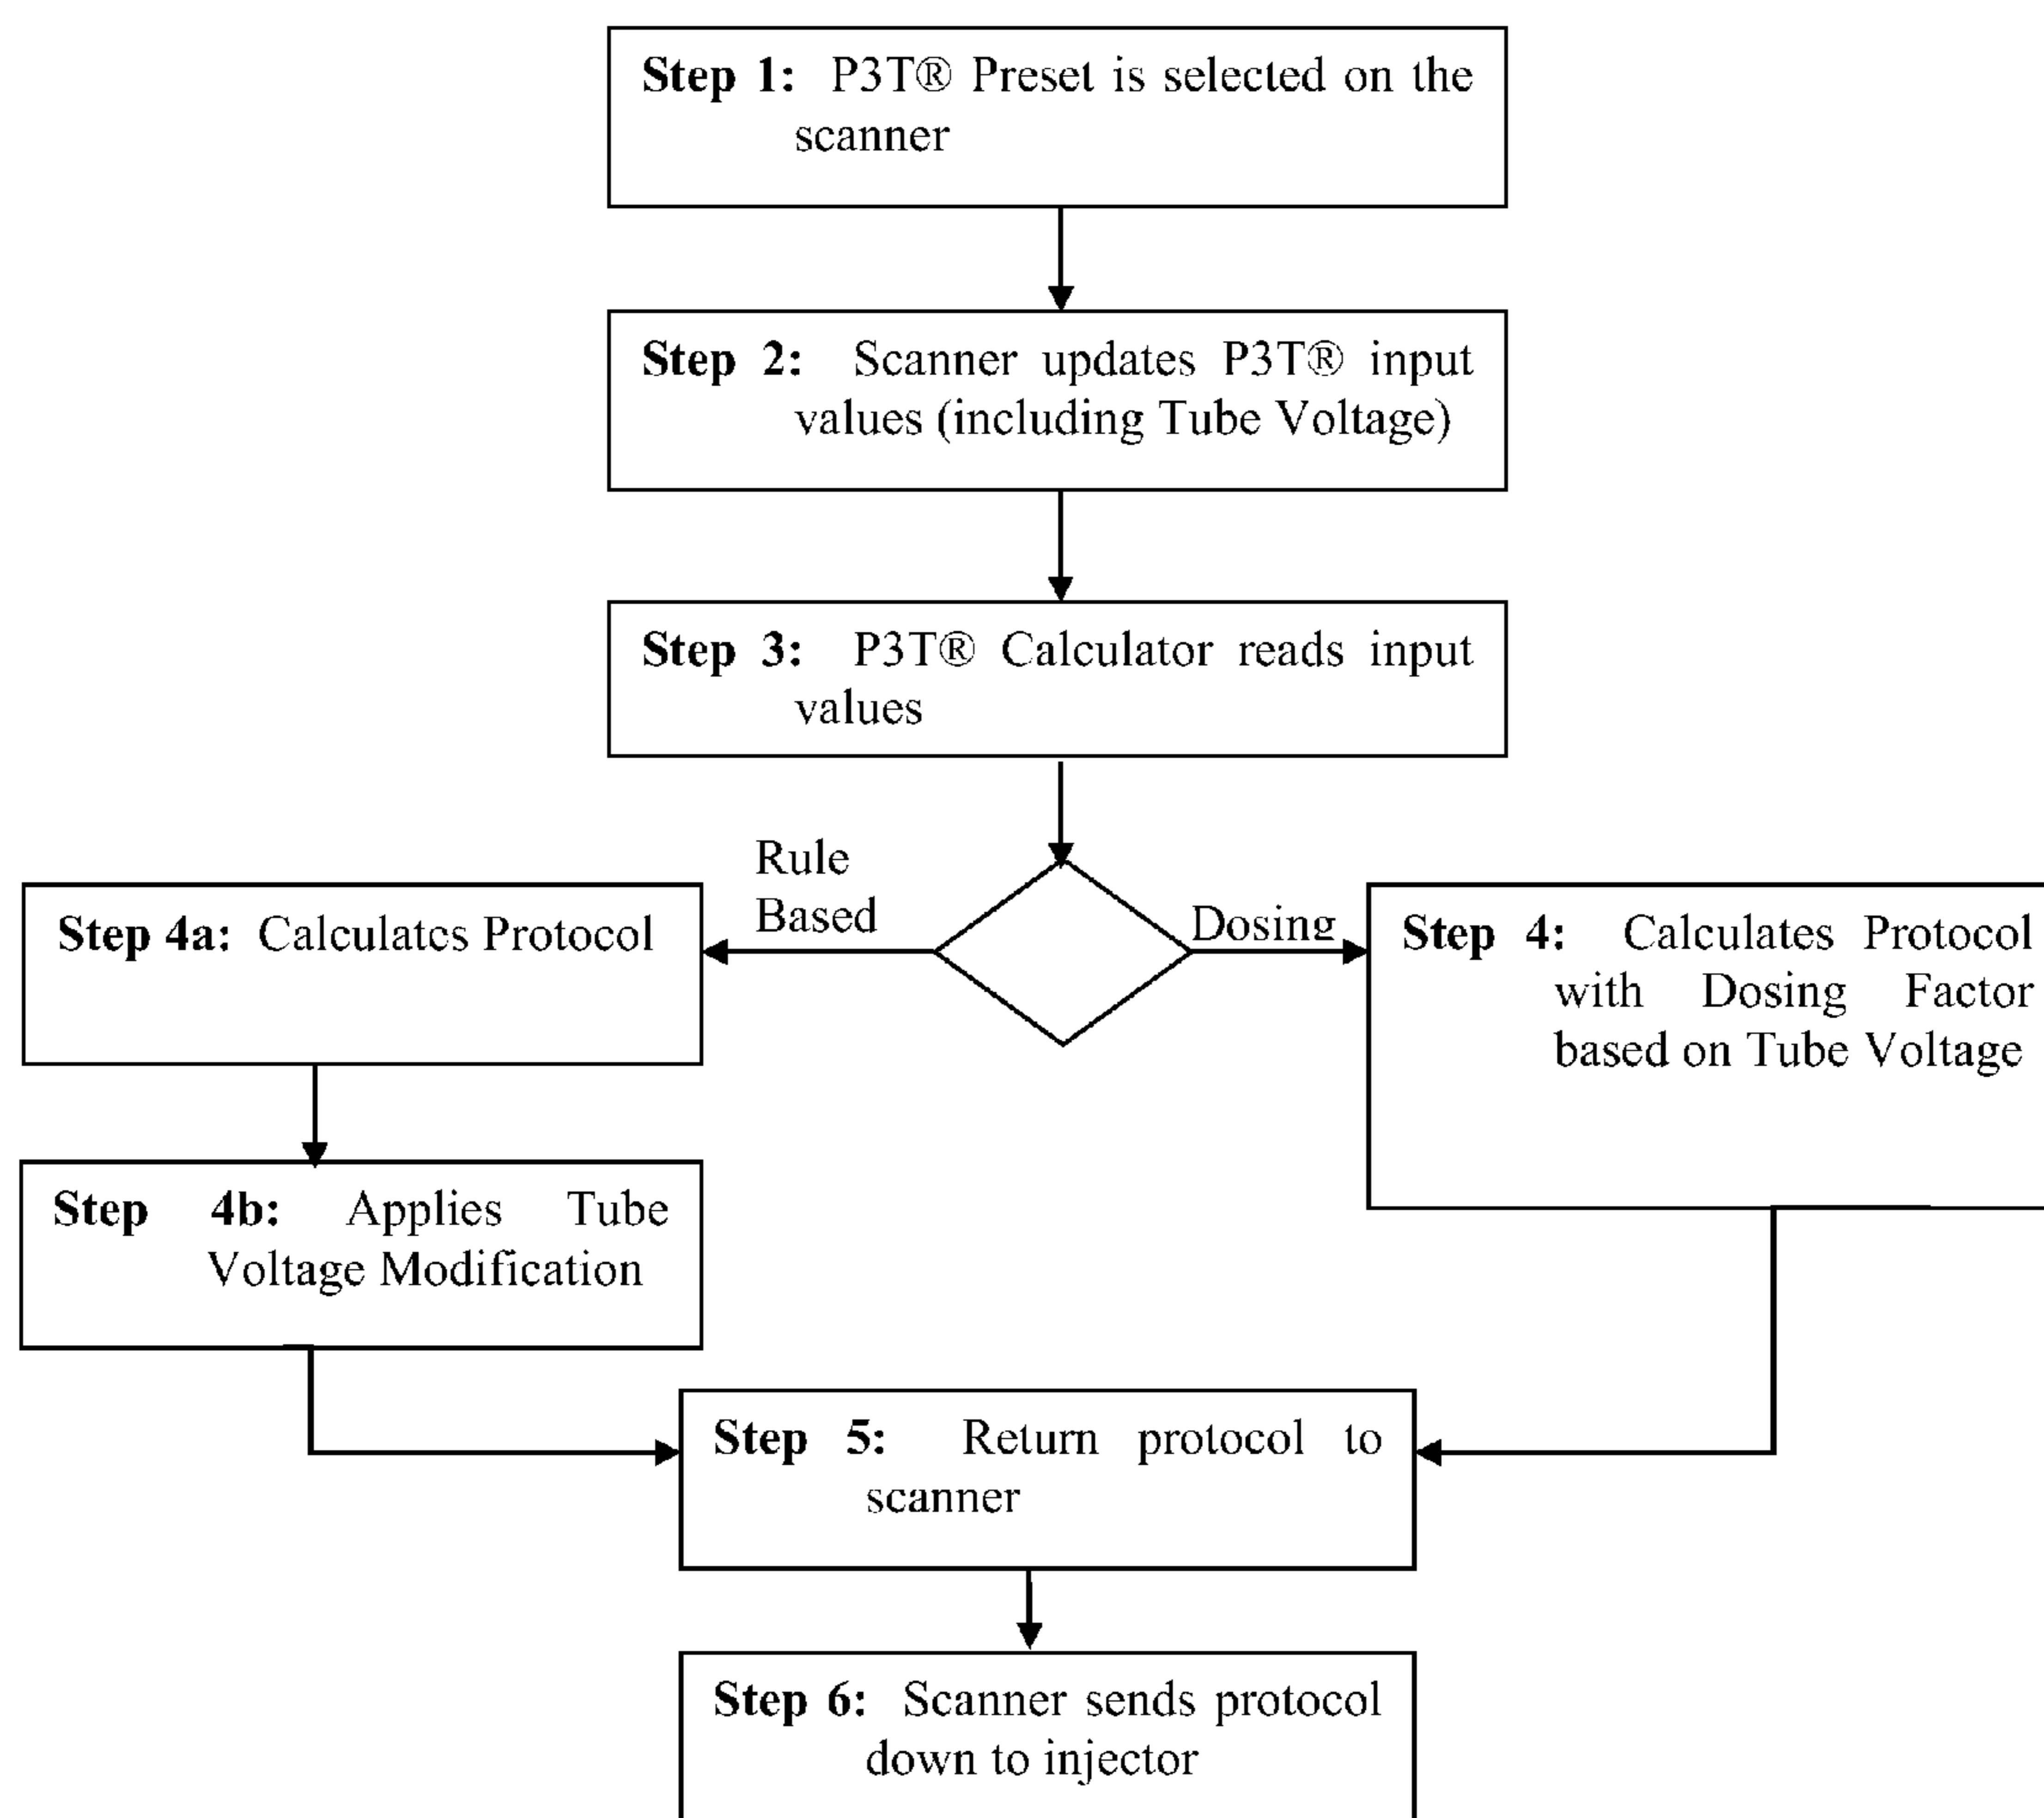 Step 1: P3T® Preset is selected on the
scanner
Step 2: Scanner updates P3T® input
values (including Tube Voltage)
Step 3: P3T® Calculator reads input
values
Rule
Based
Dosing
Step 4a: Calculates Protocol
Step 4: Calculates Protocol
with Dosing Factor
based on Tube Voltage
Step 4b: Applies Tube
Voltage Modification
Step 5: Return protocol to
scanner
Step 6: Scanner sends protocol
down to injector